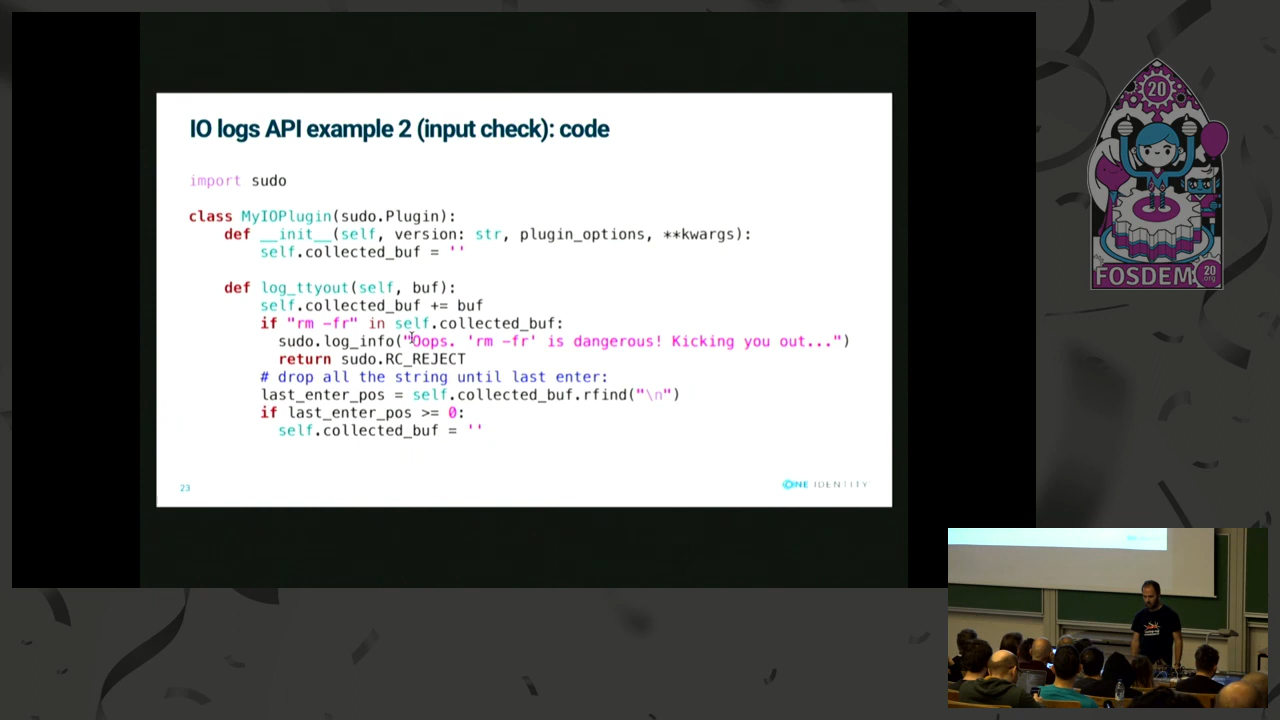 IO logs API example 2 (input check): code
import sudo
class MyIOPlugin(sudo.Plugin):
def __init__(self, version: str, plugin_options, **kwargs):
self.collected_buf = ''
def log_ttyout(self, buf):
self.collected_buf += buf
if "rm -fr" in self.collected_buf:
sudo.log_info("Oops. 'rm -fr' is dangerous! Kicking you out...")
return sudo.RC_REJECT
# drop all the string until last enter:
last_enter_pos = self.collected_buf.rfind("\n")
if last_enter_pos >= 0:
self.collected_buf = ''
23
ONE IDENTITY
20
FOSDEM
20
.org